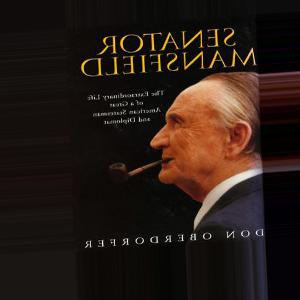 SENATOR
MANSFIELD
The Extraordinary Life
of a Great
American Statesman
and Diplomat
DON OBERDORFER